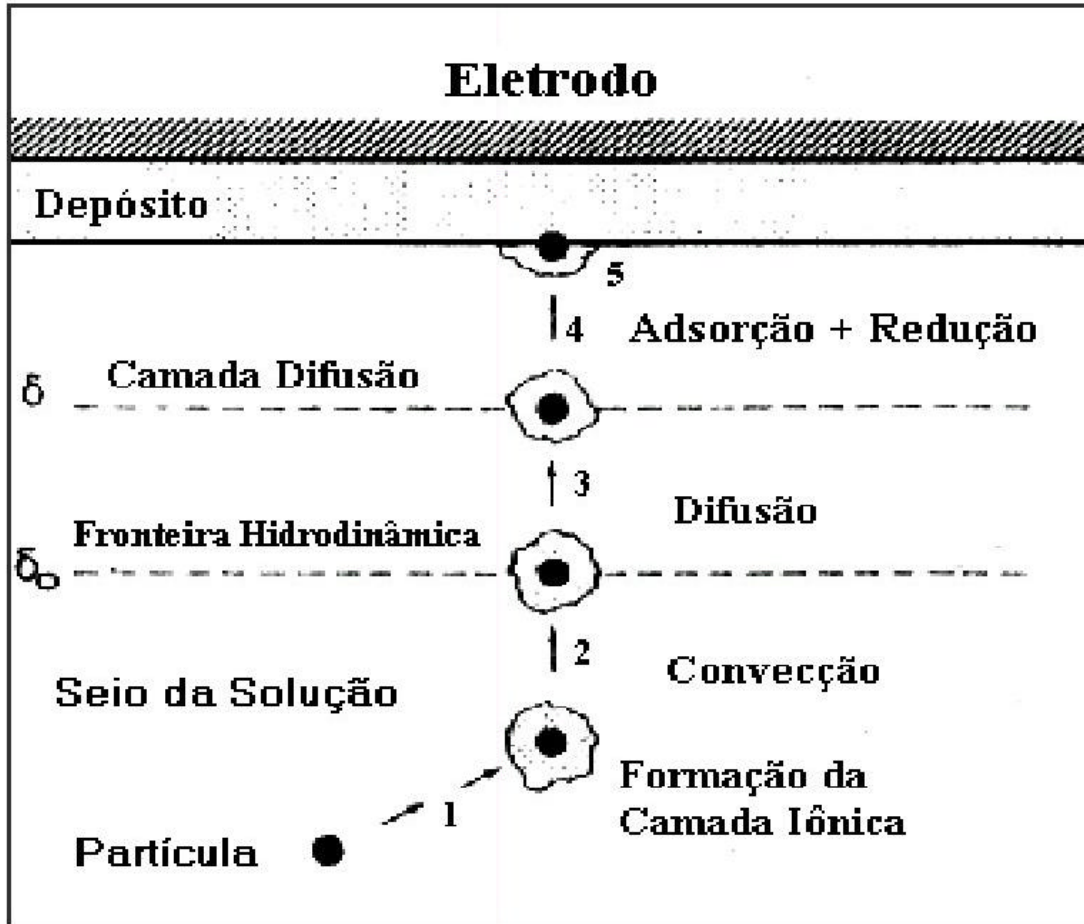 Eletrodo
Depósito
5
4
Adsorção + Redução
Camada Difusão
δ
3
Difusão
Fronteira Hidrodinâmica
δo
2
Convecção
Seio da Solução
Formação da
Camada Iônica
1
Partícula